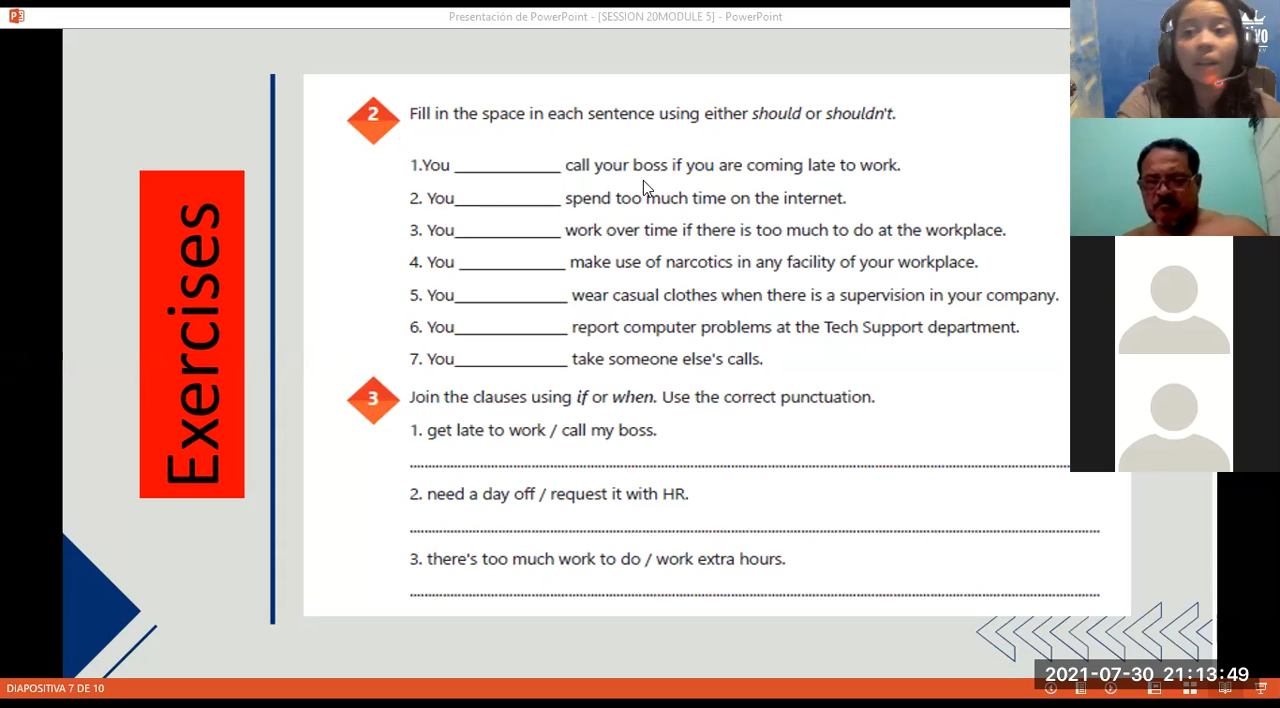 Presentación de PowerPoint - [SESSION 20MODULE 5] - PowerPoint
Exercises
2 Fill in the space in each sentence using either should or shouldn't.
1.You ____________ call your boss if you are coming late to work.
2. You____________ spend too much time on the internet.
3. You____________ work over time if there is too much to do at the workplace.
4. You ____________ make use of narcotics in any facility of your workplace.
5. You____________ wear casual clothes when there is a supervision in your company.
6. You____________ report computer problems at the Tech Support department.
7. You____________ take someone else's calls.
3 Join the clauses using if or when. Use the correct punctuation.
1. get late to work / call my boss.
2. need a day off / request it with HR.
3. there's too much work to do / work extra hours.
2021-07-30 21:13:49
DIAPOSITIVA 7 DE 10